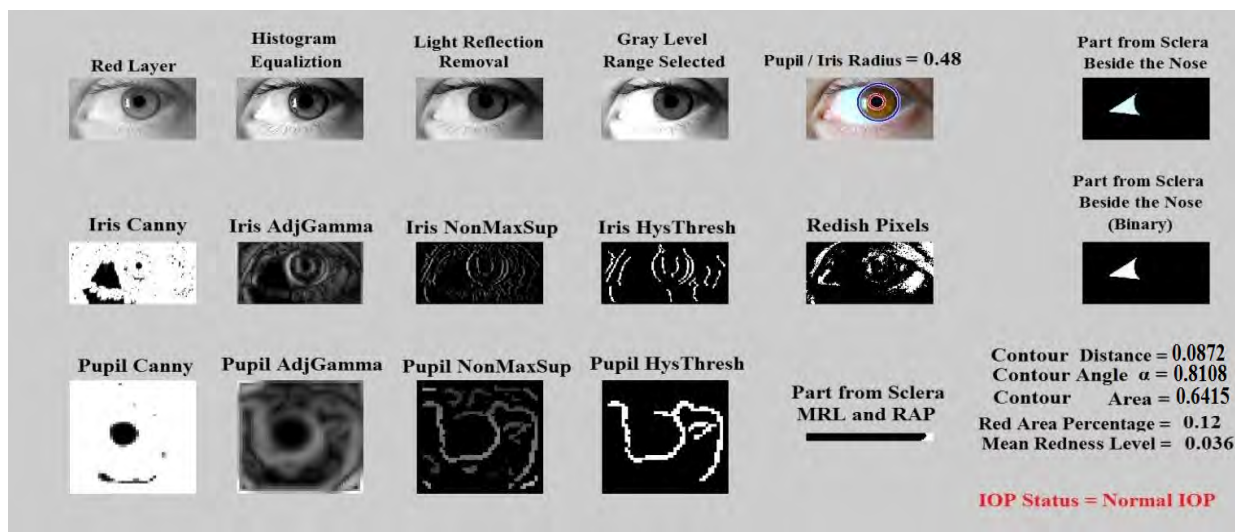 Red Layer
Histogram
Equaliztion
Light Reflection
Removal
Gray Level
Range Selected
Pupil / Iris Radius = 0.48
Part from Sclera
Beside the Nose
Iris Canny
Iris AdjGamma
Iris NonMaxSup
Iris HysThresh
Redish Pixels
Part from Sclera
Beside the Nose
(Binary)
Pupil Canny
Pupil AdjGamma
Pupil NonMaxSup
Pupil HysThresh
Part from Sclera
MRL and RAP
Contour Distance = 0.0872
Contour Angle α = 0.8108
Contour Area = 0.6415
Red Area Percentage = 0.12
Mean Redness Level = 0.036
IOP Status = Normal IOP